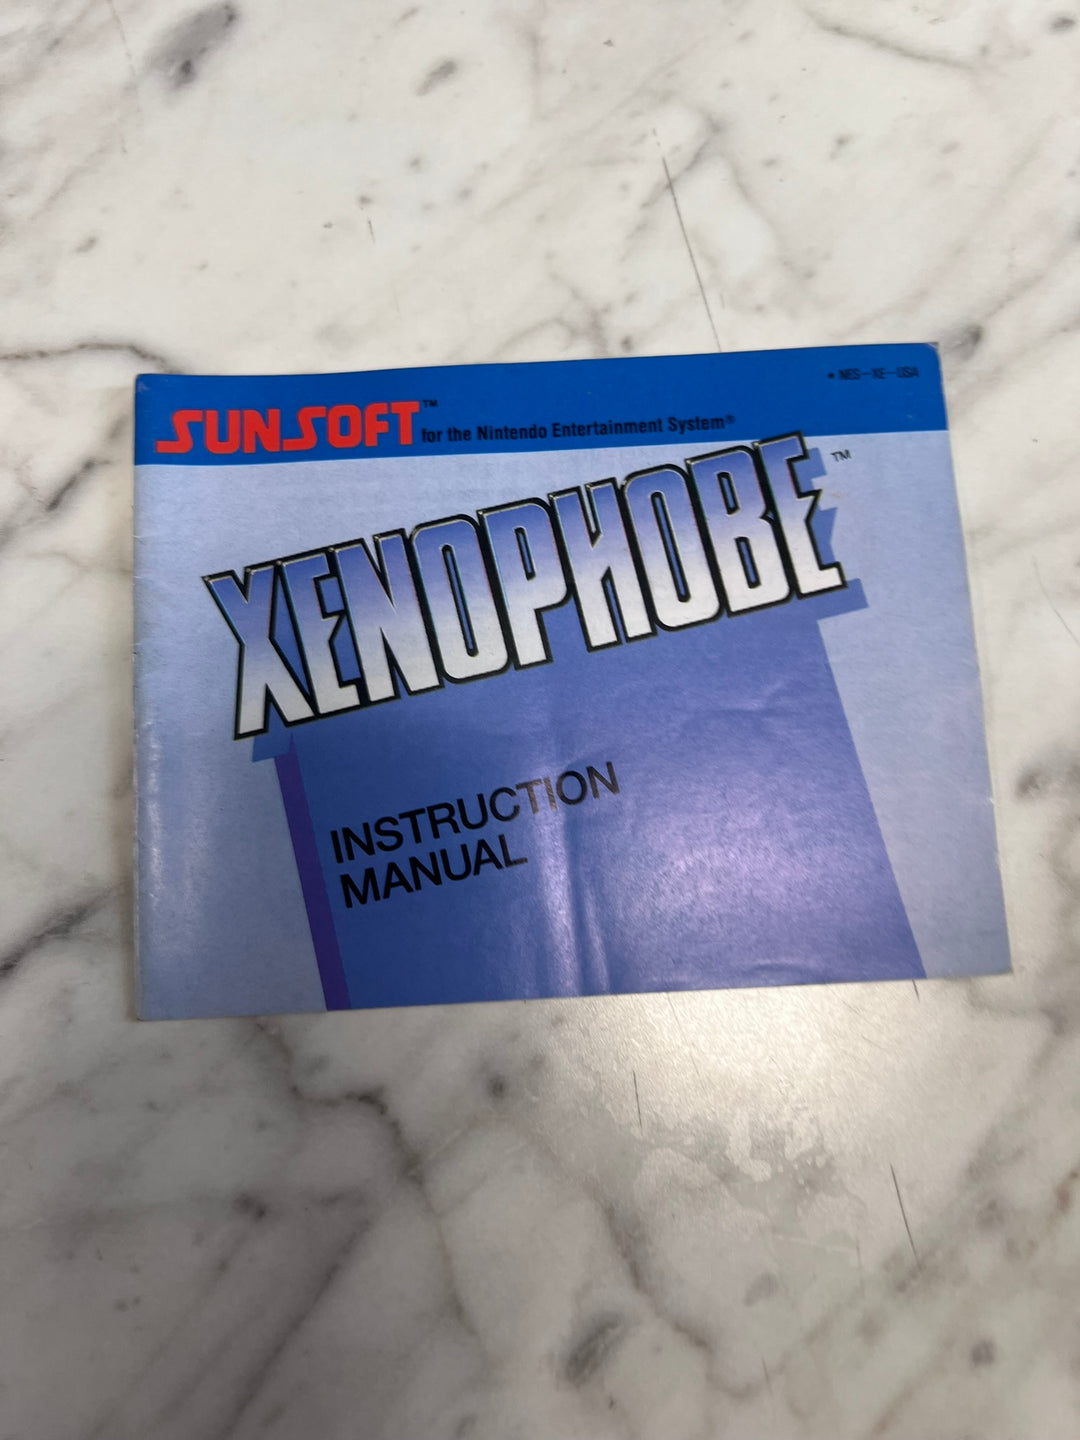 • NES-XE-USA
SUNSOFT™ for the Nintendo Entertainment System®
XENOPHOBE™
INSTRUCTION
MANUAL